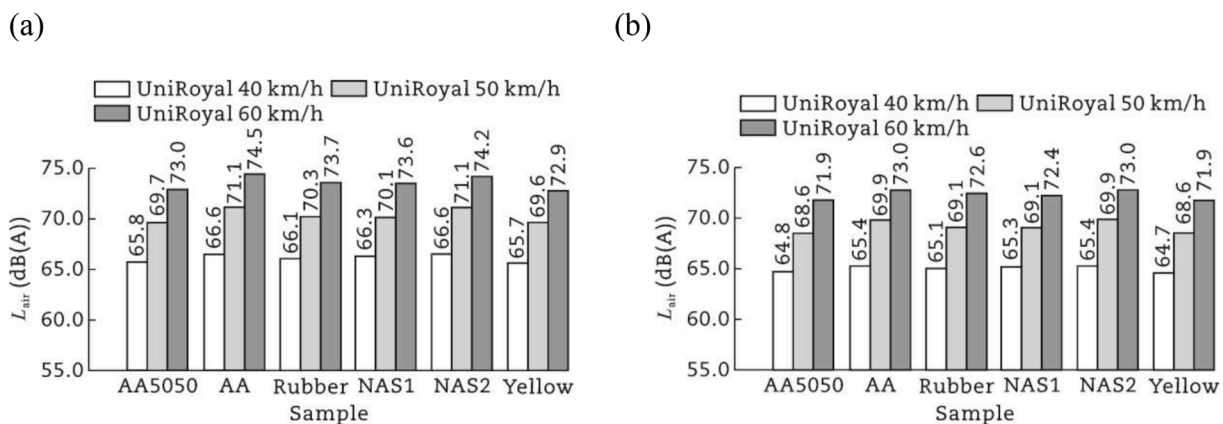 (a)
UniRoyal 40 km/h UniRoyal 50 km/h
UniRoyal 60 km/h
L_air (dB(A))
75.0
70.0
65.0
60.0
55.0
65.8 69.7 73.0
66.6 71.1 74.5
66.1 70.3 73.7
66.3 70.1 73.6
66.6 71.1 74.2
65.7 69.6 72.9
AA5050 AA Rubber NAS1 NAS2 Yellow
Sample
(b)
UniRoyal 40 km/h UniRoyal 50 km/h
UniRoyal 60 km/h
L_air (dB(A))
75.0
70.0
65.0
60.0
55.0
64.8 68.6 71.9
65.4 69.9 73.0
65.1 69.1 72.6
65.3 69.1 72.4
65.4 69.9 73.0
64.7 68.6 71.9
AA5050 AA Rubber NAS1 NAS2 Yellow
Sample